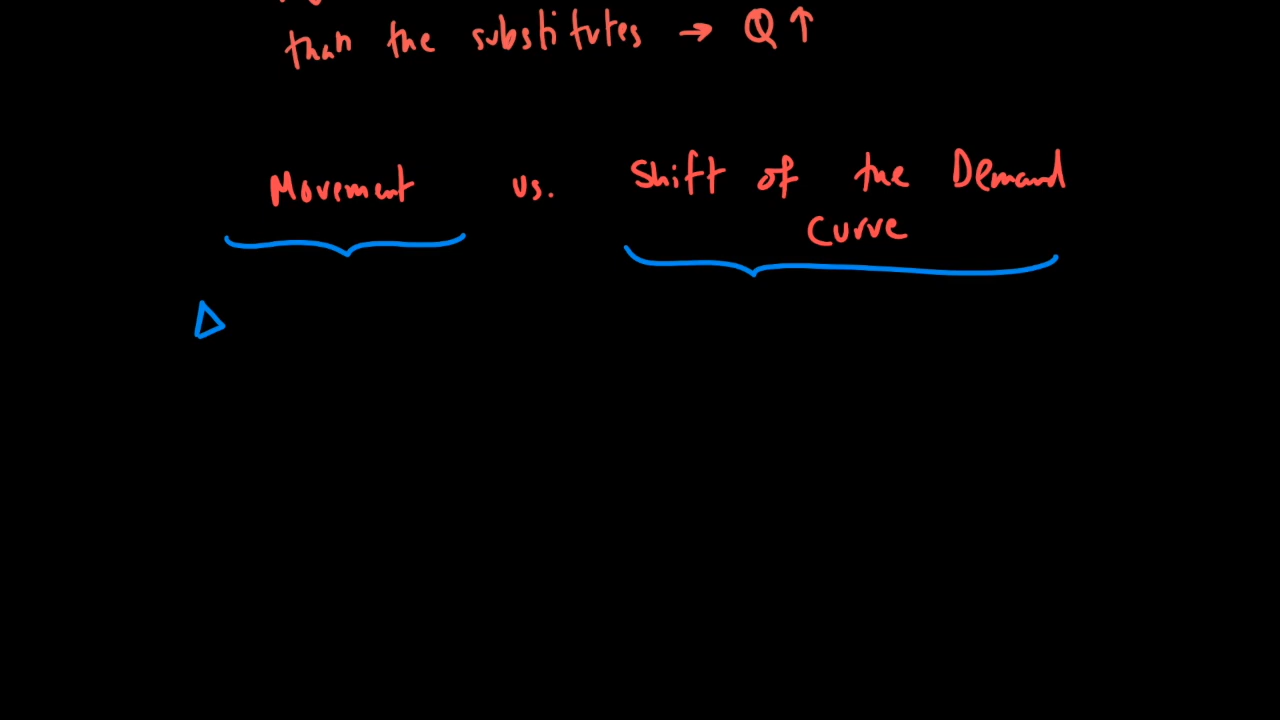 than the substitutes → Q ↑
Movement vs. Shift of the Demand
Curve
Δ